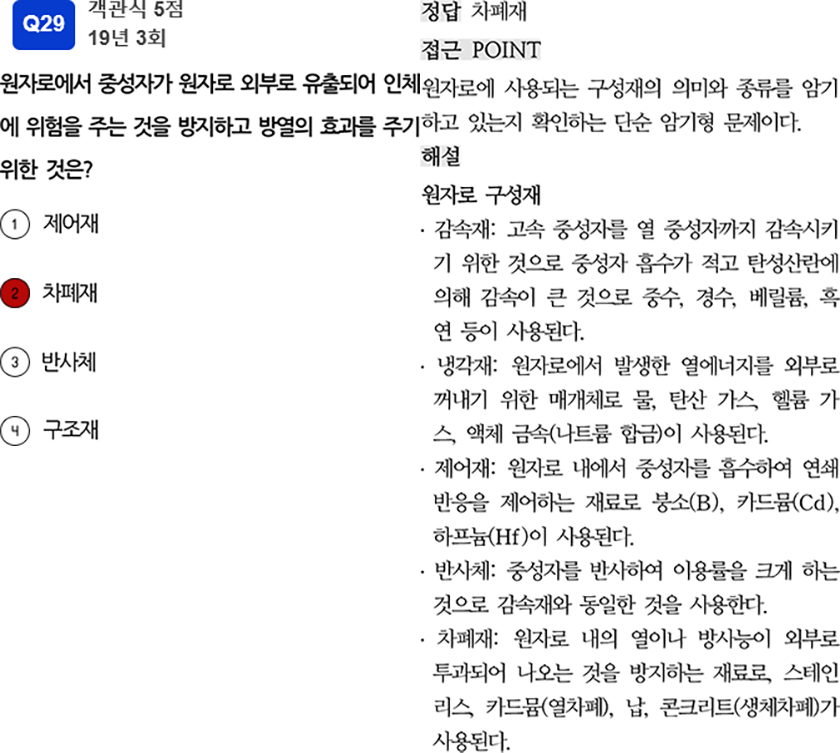 Q29
객관식 5점
19년 3회
원자로에서 중성자가 원자로 외부로 유출되어 인체
에 위험을 주는 것을 방지하고 방열의 효과를 주기
위한 것은?
1 제어재
2 차폐재
3 반사체
4 구조재
정답 차폐재
접근 POINT
원자로에 사용되는 구성재의 의미와 종류를 암기
하고 있는지 확인하는 단순 암기형 문제이다.
해설
원자로 구성재
· 감속재: 고속 중성자를 열 중성자까지 감속시키
기 위한 것으로 중성자 흡수가 적고 탄성산란에
의해 감속이 큰 것으로 중수, 경수, 베릴륨, 흑
연 등이 사용된다.
· 냉각재: 원자로에서 발생한 열에너지를 외부로
꺼내기 위한 매개체로 물, 탄산 가스, 헬륨 가
스, 액체 금속(나트륨 합금)이 사용된다.
· 제어재: 원자로 내에서 중성자를 흡수하여 연쇄
반응을 제어하는 재료로 붕소(B), 카드뮴(Cd),
하프늄(Hf)이 사용된다.
· 반사체: 중성자를 반사하여 이용률을 크게 하는
것으로 감속재와 동일한 것을 사용한다.
· 차폐재: 원자로 내의 열이나 방사능이 외부로
투과되어 나오는 것을 방지하는 재료로, 스테인
리스, 카드뮴(열차폐), 납, 콘크리트(생체차폐)가
사용된다.